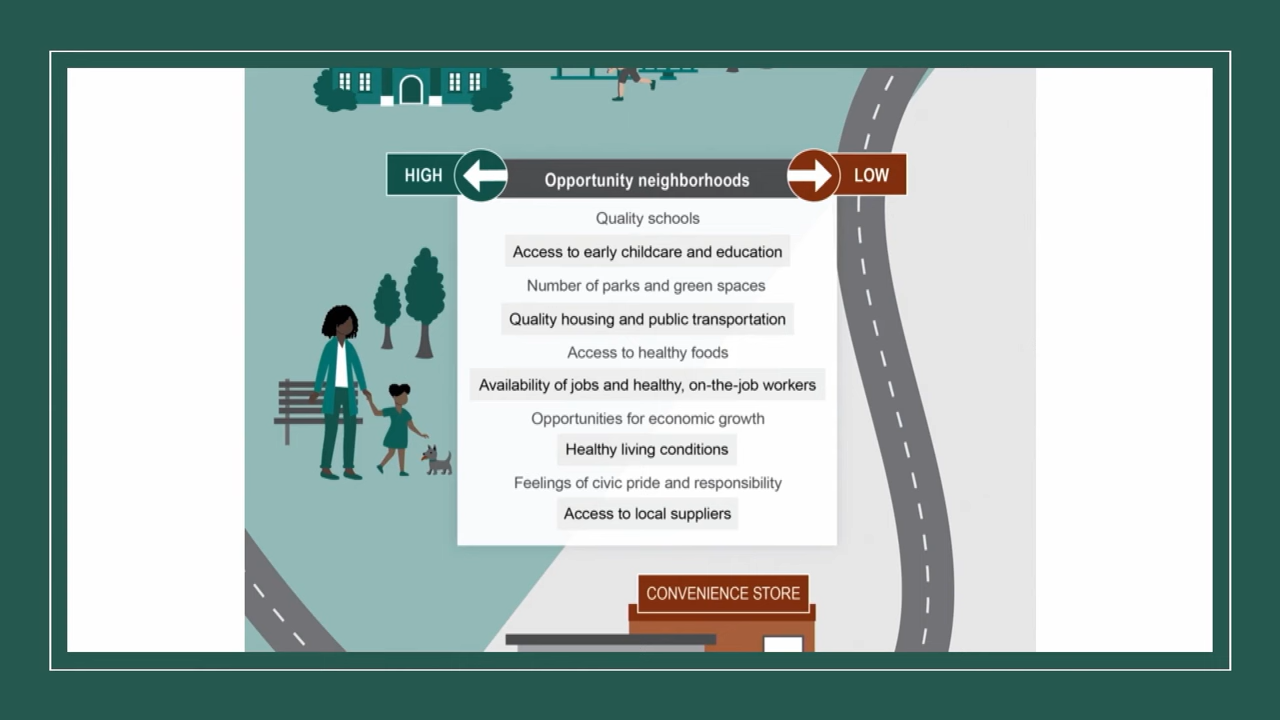 HIGH
Opportunity neighborhoods
LOW
Quality schools
Access to early childcare and education
Number of parks and green spaces
Quality housing and public transportation
Access to healthy foods
Availability of jobs and healthy, on-the-job workers
Opportunities for economic growth
Healthy living conditions
Feelings of civic pride and responsibility
Access to local suppliers
CONVENIENCE STORE